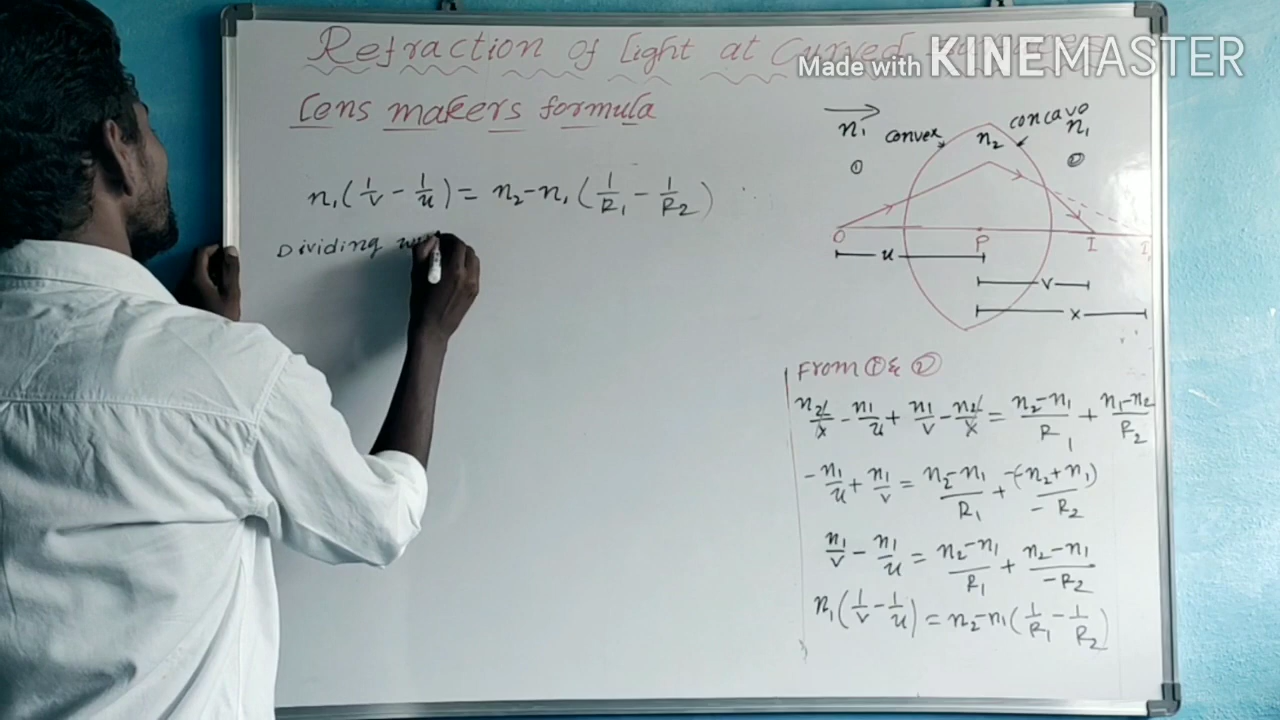 Refraction of Light at Curved
Made with KINEMASTER
Lens makers formula
n₁(1/v - 1/u) = n₂-n₁(1/R₁ - 1/R₂)
Dividing
n₁
①
convex
n₂
concave
n₁
②
O
P
I
I₁
u
v
x
From ① & ②
n₂/x - n₁/u + n₁/v - n₂/x = n₂-n₁/R₁ + n₁-n₂/R₂
-n₁/u + n₁/v = n₂-n₁/R₁ + -(n₂+n₁)/-R₂
n₁/v - n₁/u = n₂-n₁/R₁ + n₂-n₁/-R₂
n₁(1/v - 1/u) = n₂-n₁(1/R₁ - 1/R₂)